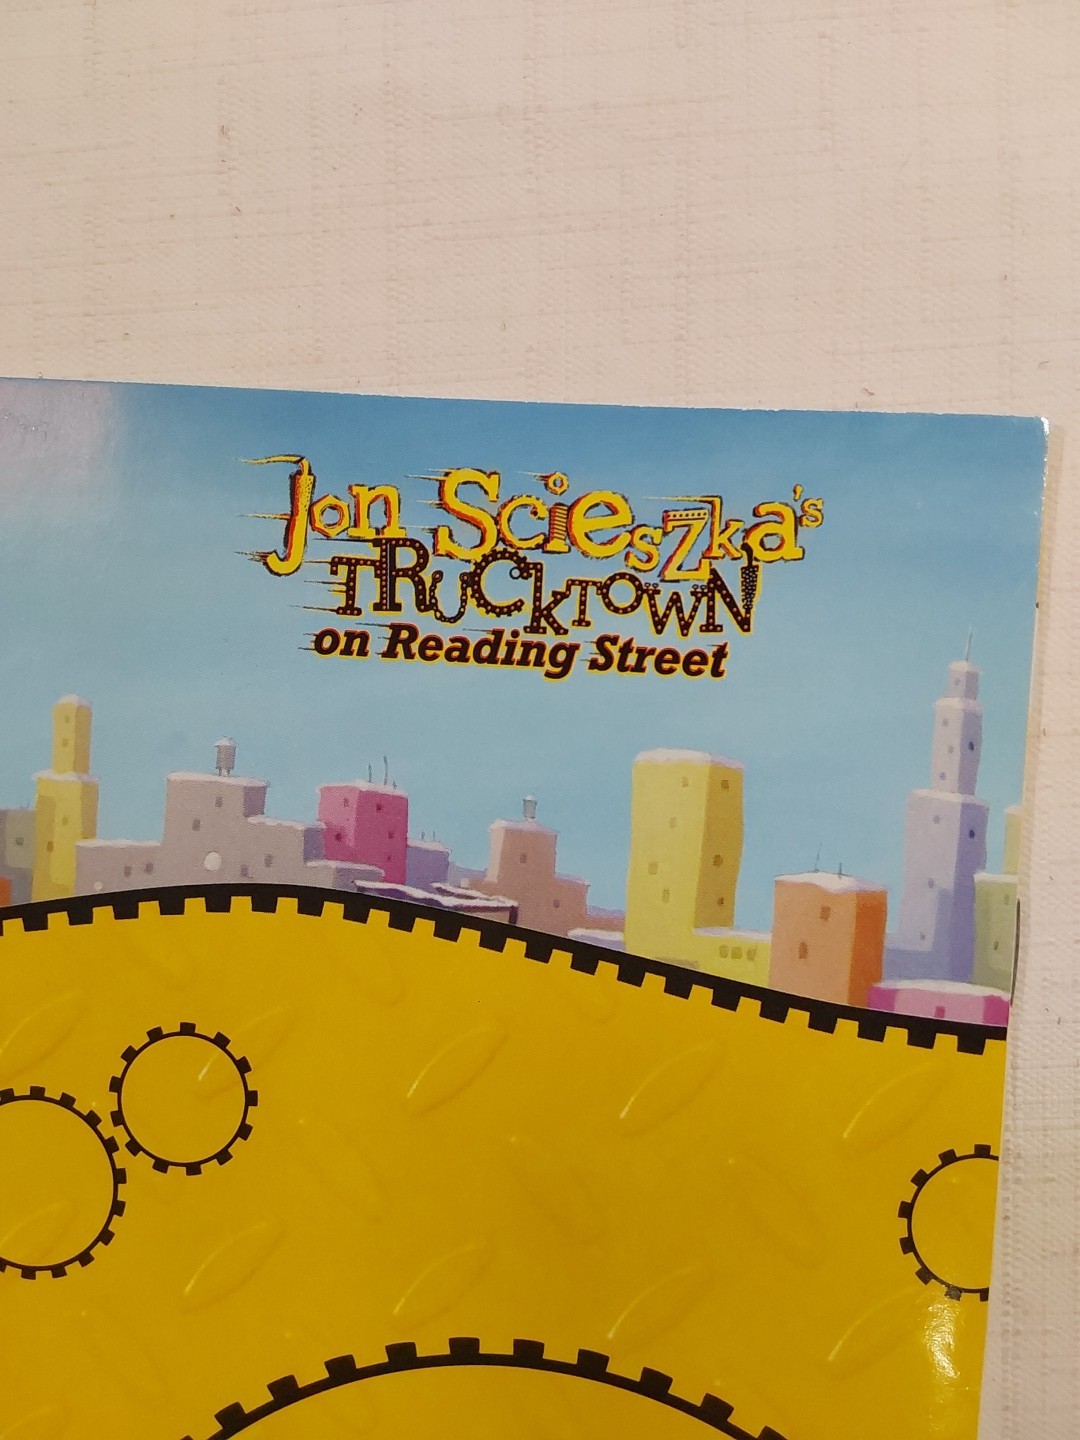 Jon Scieszka's
TRUCKTOWN
on Reading Street